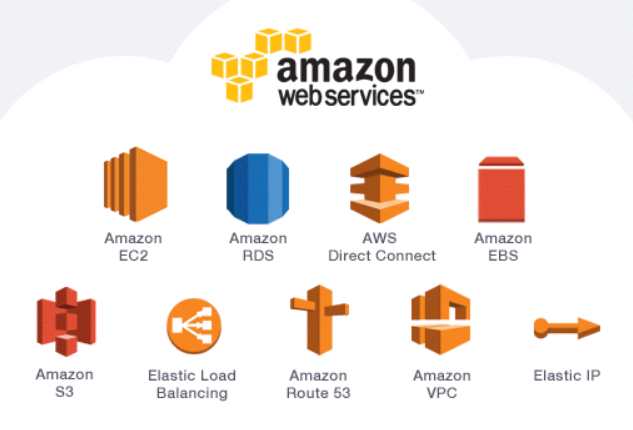 amazon
webservices™
Amazon
EC2
Amazon
RDS
AWS
Direct Connect
Amazon
EBS
Amazon
S3
Elastic Load
Balancing
Amazon
Route 53
Amazon
VPC
Elastic IP